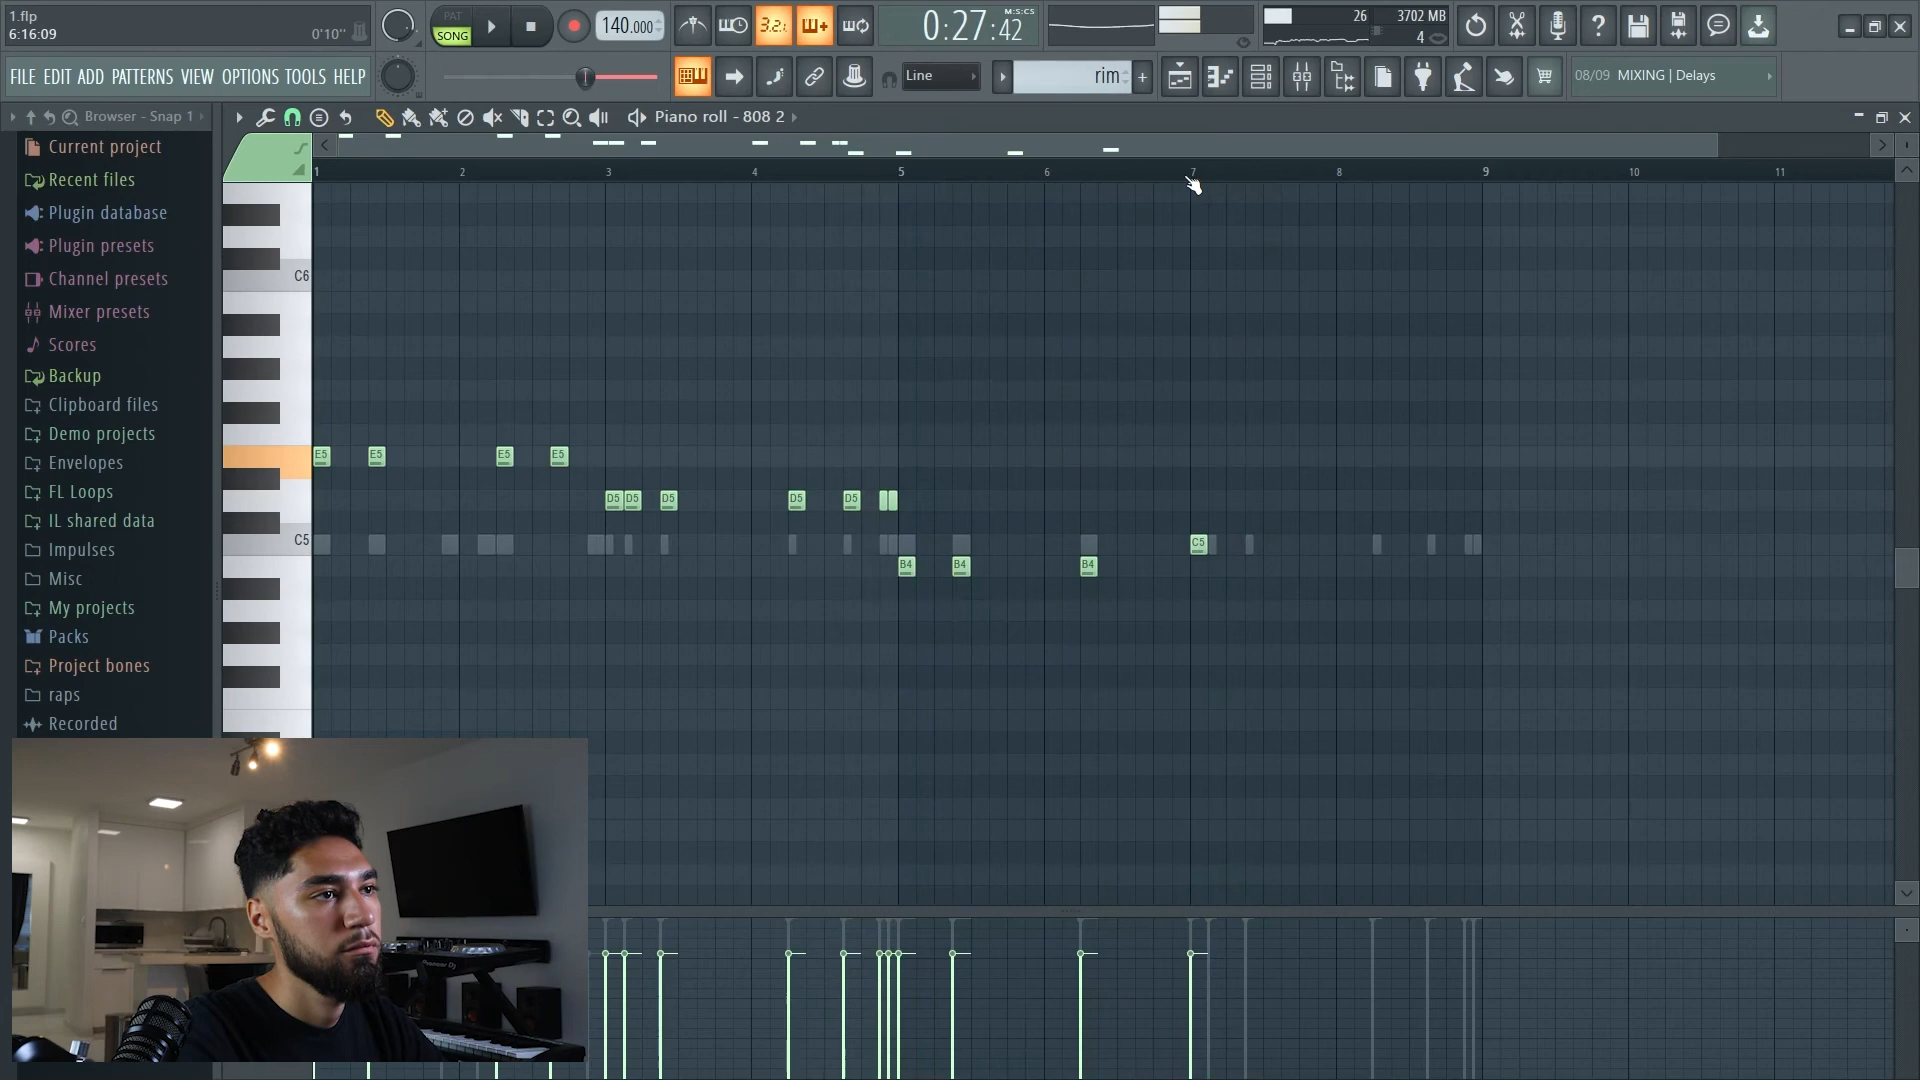 1.flp
6:16:09
0'10"
PAT
SONG
140.000
3.2.1
0:27:42
M:S:CS
26
3702 MB
4
FILE EDIT ADD PATTERNS VIEW OPTIONS TOOLS HELP
Line
rim
08/09 MIXING | Delays
Browser - Snap 1
Piano roll - 808 2
Current project
Recent files
Plugin database
Plugin presets
Channel presets
Mixer presets
Scores
Backup
Clipboard files
Demo projects
Envelopes
FL Loops
IL shared data
Impulses
Misc
My projects
Packs
Project bones
raps
Recorded
1 2 3 4 5 6 7 8 9 10 11
C6
E5 E5 E5 E5
D5 D5 D5 D5 D5
C5 C5
B4 B4 B4
Pioneer DJ